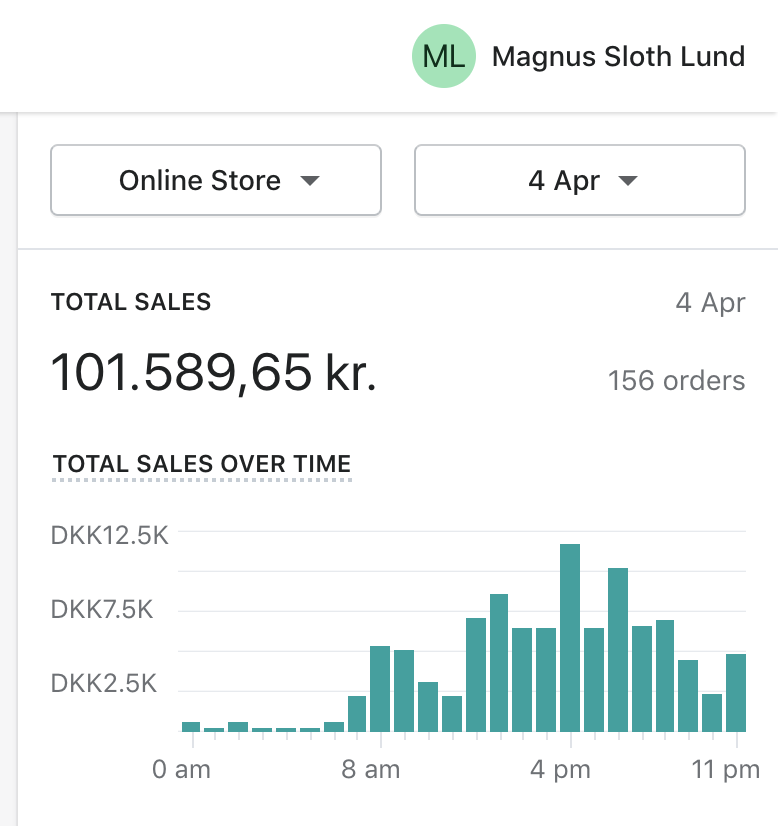 ML Magnus Sloth Lund
Online Store 4 Apr
TOTAL SALES 4 Apr
101.589,65 kr. 156 orders
TOTAL SALES OVER TIME
DKK12.5K
DKK7.5K
DKK2.5K
0 am 8 am 4 pm 11 pm